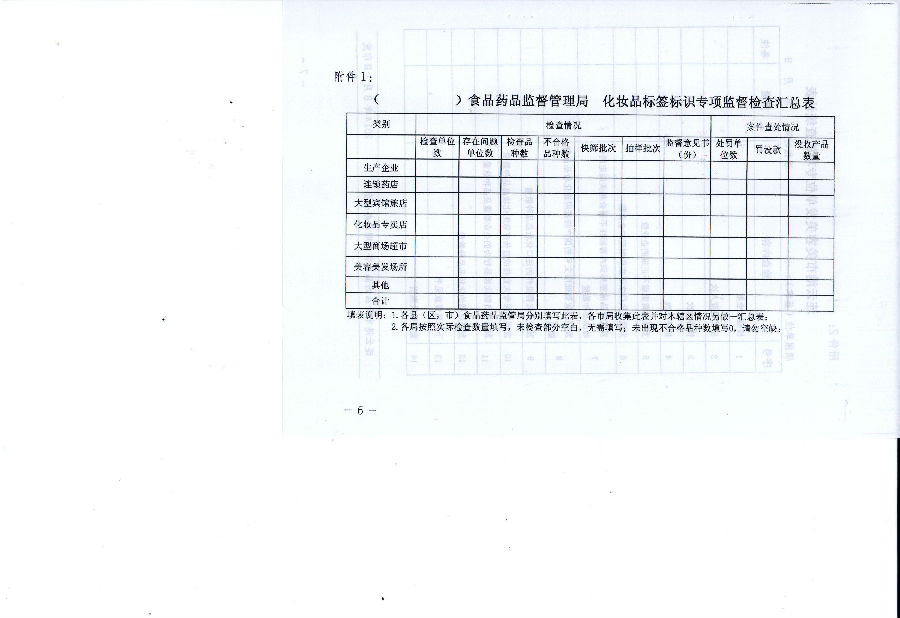 附件1：
（　　　　　）食品药品监督管理局　化妆品标签标识专项监督检查汇总表
类别　检查情况　案件查处情况
检查单位数　存在问题单位数　检查品种数　不合格品种数　快筛批次　抽样批次　监督意见书（份）　处罚单位数　罚没款　没收产品数量
生产企业
连锁药店
大型宾馆旅店
化妆品专卖店
大型商场超市
美容美发场所
其他
合计
填表说明：1.各县（区、市）食品药品监管局分别填写此表，各市局收集此表并对本辖区情况另做一汇总表；
2.各局按照实际检查数量填写，未检查部分空白，无需填写；未出现不合格品种数填写0，请勿空缺；
— 6 —